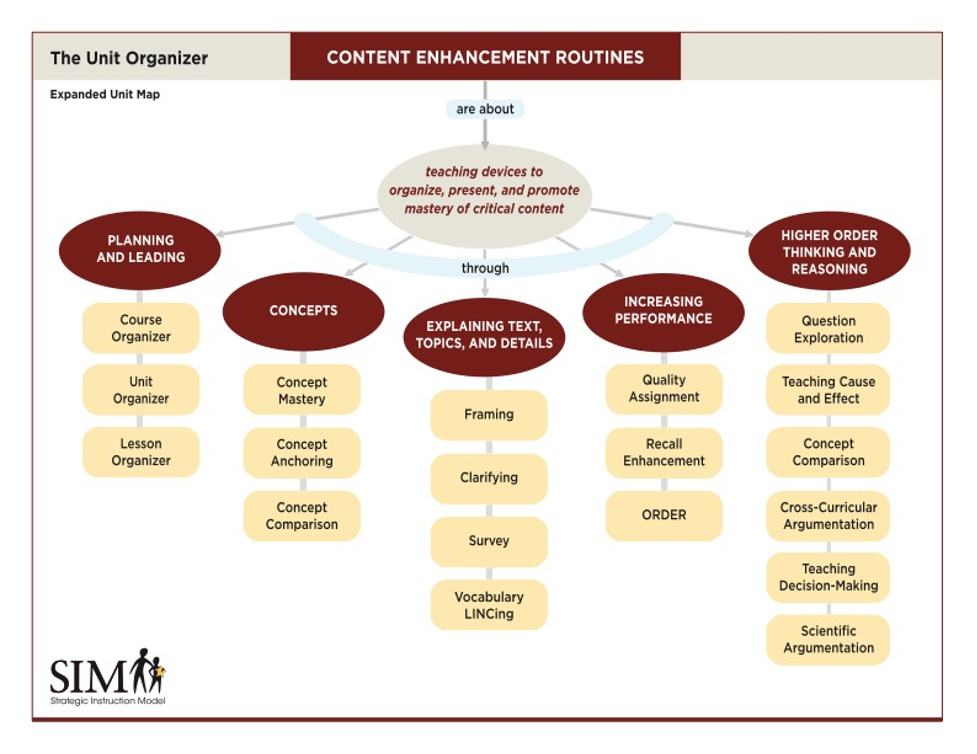 The Unit Organizer
CONTENT ENHANCEMENT ROUTINES
Expanded Unit Map
are about
teaching devices to
organize, present, and promote
mastery of critical content
through
PLANNING
AND LEADING
Course
Organizer
Unit
Organizer
Lesson
Organizer
CONCEPTS
Concept
Mastery
Concept
Anchoring
Concept
Comparison
EXPLAINING TEXT,
TOPICS, AND DETAILS
Framing
Clarifying
Survey
Vocabulary
LINCing
INCREASING
PERFORMANCE
Quality
Assignment
Recall
Enhancement
ORDER
HIGHER ORDER
THINKING AND
REASONING
Question
Exploration
Teaching Cause
and Effect
Concept
Comparison
Cross-Curricular
Argumentation
Teaching
Decision-Making
Scientific
Argumentation
SIM
Strategic Instruction Model